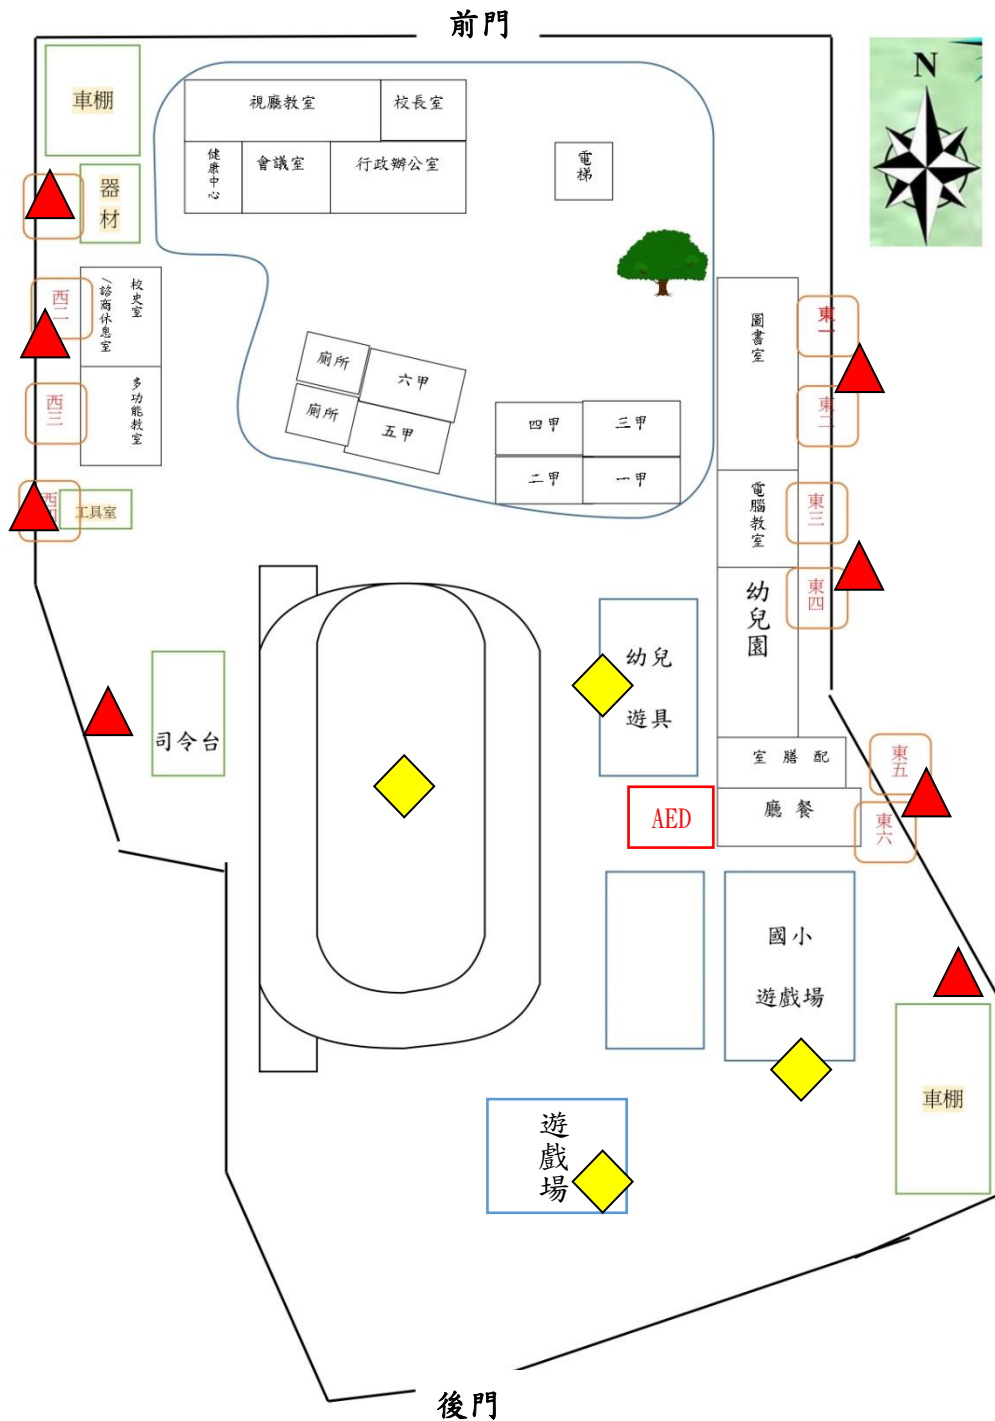 前門
N
車棚
視廳教室
校長室
健康中心
會議室
行政辦公室
電梯
器材
西二
校史室
/諮商休息室
圖書室
東一
廁所
六甲
西三
多功能教室
廁所
五甲
四甲
三甲
東二
二甲
一甲
西四
工具室
電腦教室
東三
幼兒園
東四
幼兒
遊具
司令台
室膳配
東五
AED
廳餐
東六
國小
遊戲場
車棚
遊戲場
後門